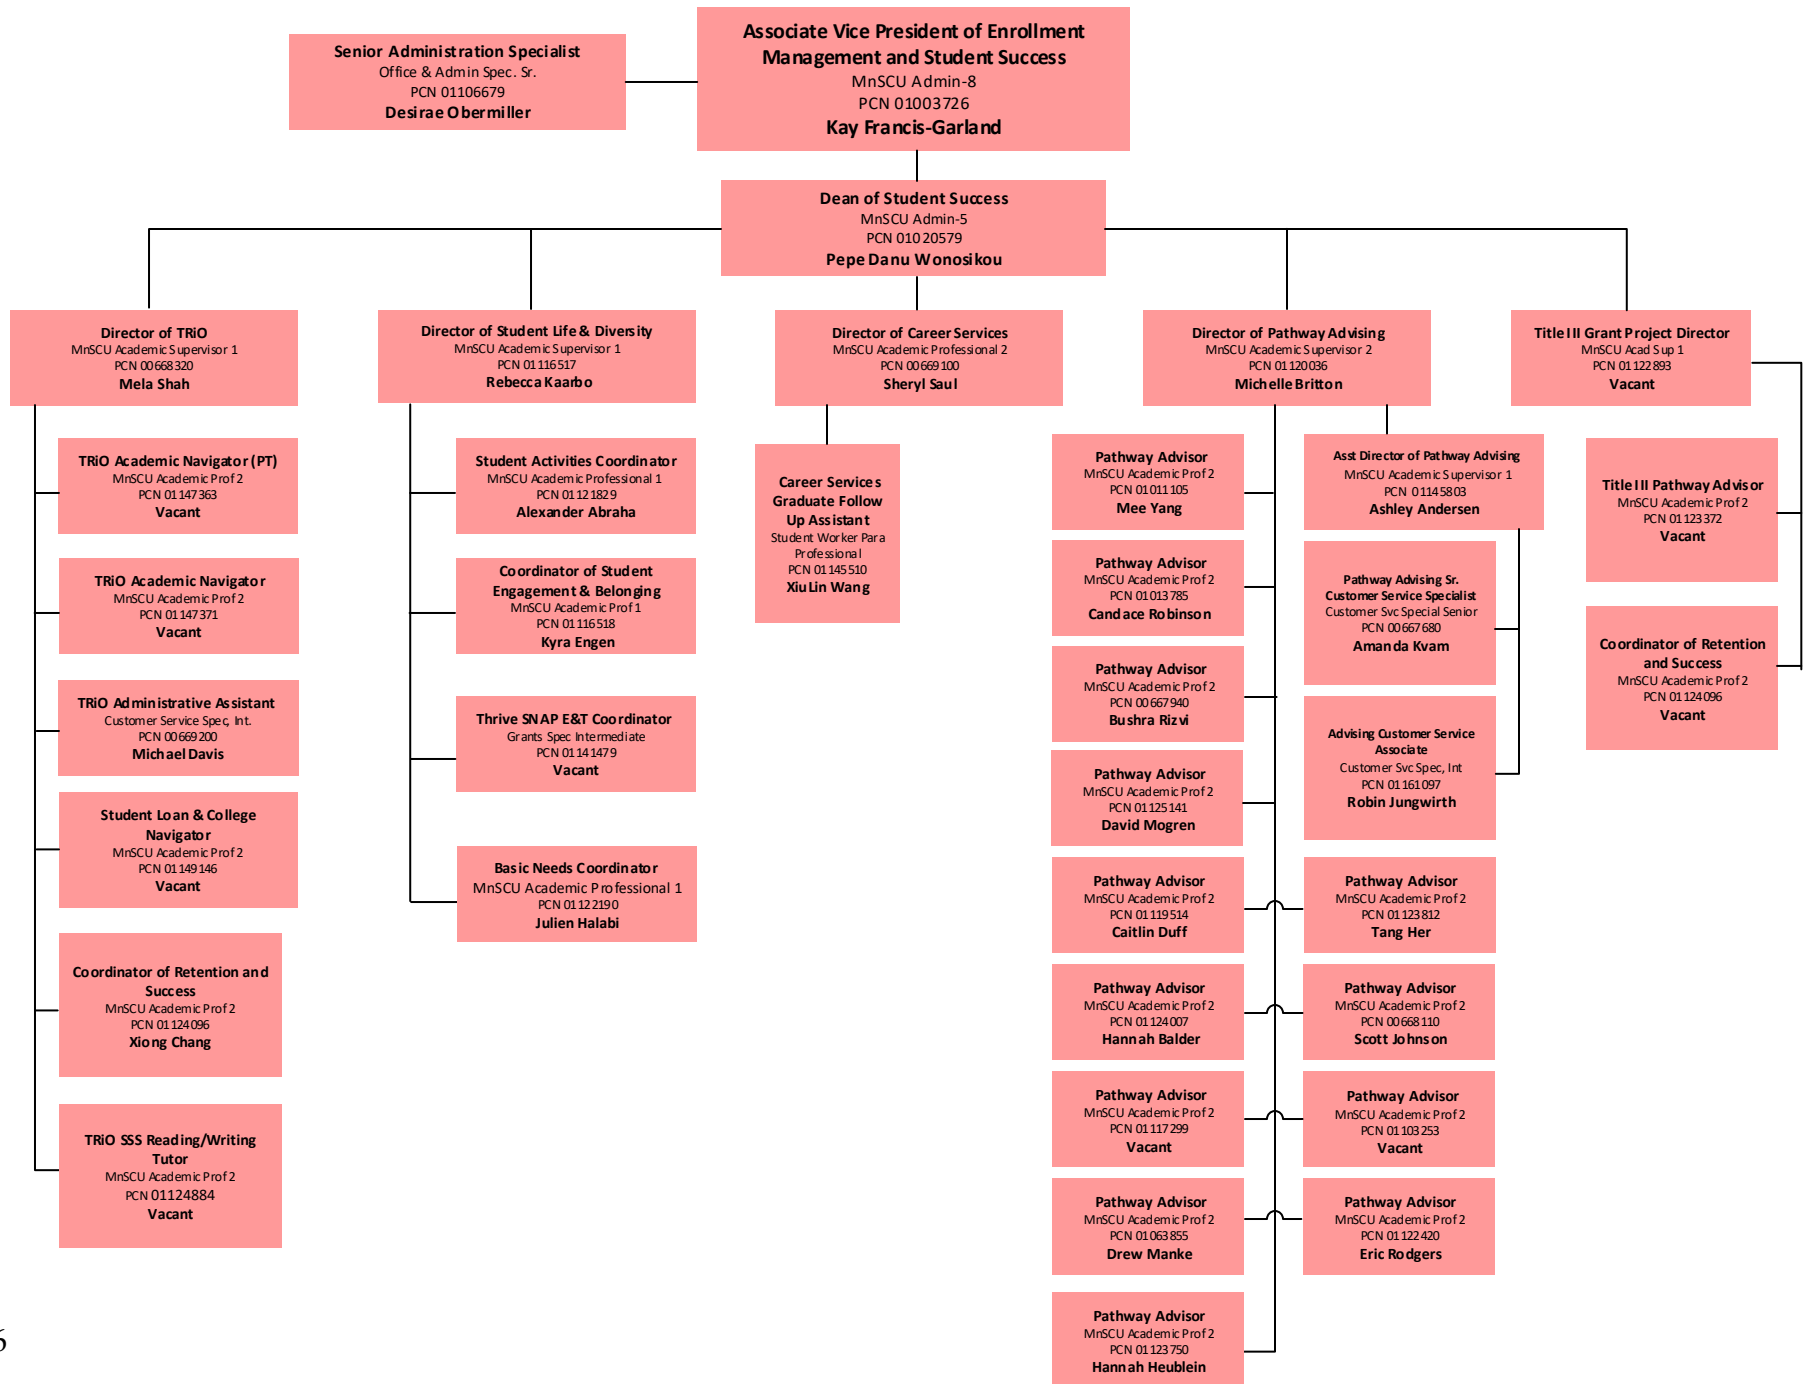 Associate Vice President of Enrollment
Management and Student Success
MnSCU Admin-8
PCN 01003726
Kay Francis-Garland
Senior Administration Specialist
Office & Admin Spec. Sr.
PCN 01106679
Desirae Obermiller
Dean of Student Success
MnSCU Admin-5
PCN 01020579
Pepe Danu Wonosikou
Director of TRiO
MnSCU Academic Supervisor 1
PCN 00668320
Mela Shah
TRiO Academic Navigator (PT)
MnSCU Academic Prof 2
PCN 01147363
Vacant
TRiO Academic Navigator
MnSCU Academic Prof 2
PCN 01147371
Vacant
TRiO Administrative Assistant
Customer Service Spec, Int.
PCN 00669200
Michael Davis
Student Loan & College
Navigator
MnSCU Academic Prof 2
PCN 01149146
Vacant
Coordinator of Retention and
Success
MnSCU Academic Prof 2
PCN 01124096
Xiong Chang
TRiO SSS Reading/Writing
Tutor
MnSCU Academic Prof 2
PCN 01124884
Vacant
Director of Student Life & Diversity
MnSCU Academic Supervisor 1
PCN 01116517
Rebecca Kaarbo
Student Activities Coordinator
MnSCU Academic Professional 1
PCN 01121829
Alexander Abraha
Coordinator of Student
Engagement & Belonging
MnSCU Academic Prof 1
PCN 01116518
Kyra Engen
Thrive SNAP E&T Coordinator
Grants Spec Intermediate
PCN 01141479
Vacant
Basic Needs Coordinator
MnSCU Academic Professional 1
PCN 01122190
Julien Halabi
Director of Career Services
MnSCU Academic Professional 2
PCN 00669100
Sheryl Saul
Career Services
Graduate Follow
Up Assistant
Student Worker Para
Professional
PCN 01145510
XiuLin Wang
Director of Pathway Advising
MnSCU Academic Supervisor 2
PCN 01120036
Michelle Britton
Pathway Advisor
MnSCU Academic Prof 2
PCN 01011105
Mee Yang
Pathway Advisor
MnSCU Academic Prof 2
PCN 01013785
Candace Robinson
Pathway Advisor
MnSCU Academic Prof 2
PCN 00667940
Bushra Rizvi
Pathway Advisor
MnSCU Academic Prof 2
PCN 01125141
David Mogren
Pathway Advisor
MnSCU Academic Prof 2
PCN 01119514
Caitlin Duff
Pathway Advisor
MnSCU Academic Prof 2
PCN 01124007
Hannah Balder
Pathway Advisor
MnSCU Academic Prof 2
PCN 01117299
Vacant
Pathway Advisor
MnSCU Academic Prof 2
PCN 01063855
Drew Manke
Pathway Advisor
MnSCU Academic Prof 2
PCN 01123750
Hannah Heublein
Asst Director of Pathway Advising
MnSCU Academic Supervisor 1
PCN 01145803
Ashley Andersen
Pathway Advising Sr.
Customer Service Specialist
Customer Svc Special Senior
PCN 00667680
Amanda Kvam
Advising Customer Service
Associate
Customer Svc Spec, Int
PCN 01161097
Robin Jungwirth
Pathway Advisor
MnSCU Academic Prof 2
PCN 01123812
Tang Her
Pathway Advisor
MnSCU Academic Prof 2
PCN 00668110
Scott Johnson
Pathway Advisor
MnSCU Academic Prof 2
PCN 01103253
Vacant
Pathway Advisor
MnSCU Academic Prof 2
PCN 01122420
Eric Rodgers
Title III Grant Project Director
MnSCU Acad Sup 1
PCN 01122893
Vacant
Title III Pathway Advisor
MnSCU Academic Prof 2
PCN 01123372
Vacant
Coordinator of Retention
and Success
MnSCU Academic Prof 2
PCN 01124096
Vacant